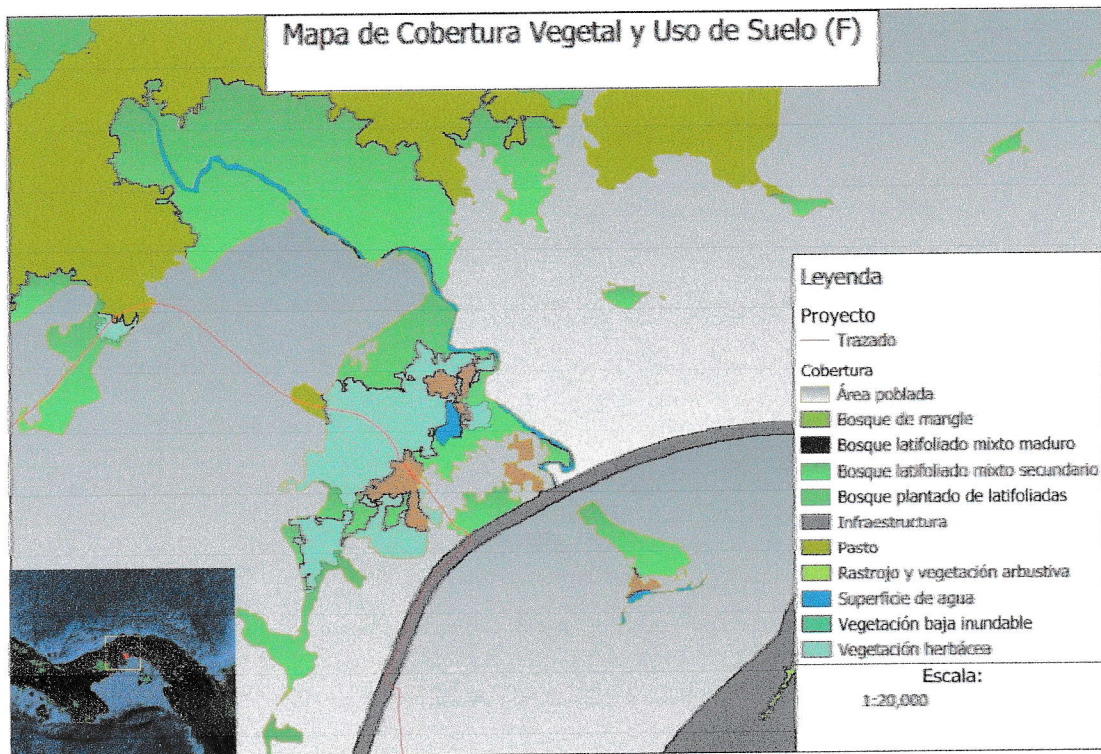 Mapa de Cobertura Vegetal y Uso de Suelo (F)
Leyenda
Proyecto
Trazado
Cobertura
Área poblada
Bosque de mangle
Bosque latifoliado mixto maduro
Bosque latifoliado mixto secundario
Bosque plantado de latifoliadas
Infraestructura
Pasto
Rastrojo y vegetación arbustiva
Superficie de agua
Vegetación baja inundable
Vegetación herbácea
Escala:
1:20,000